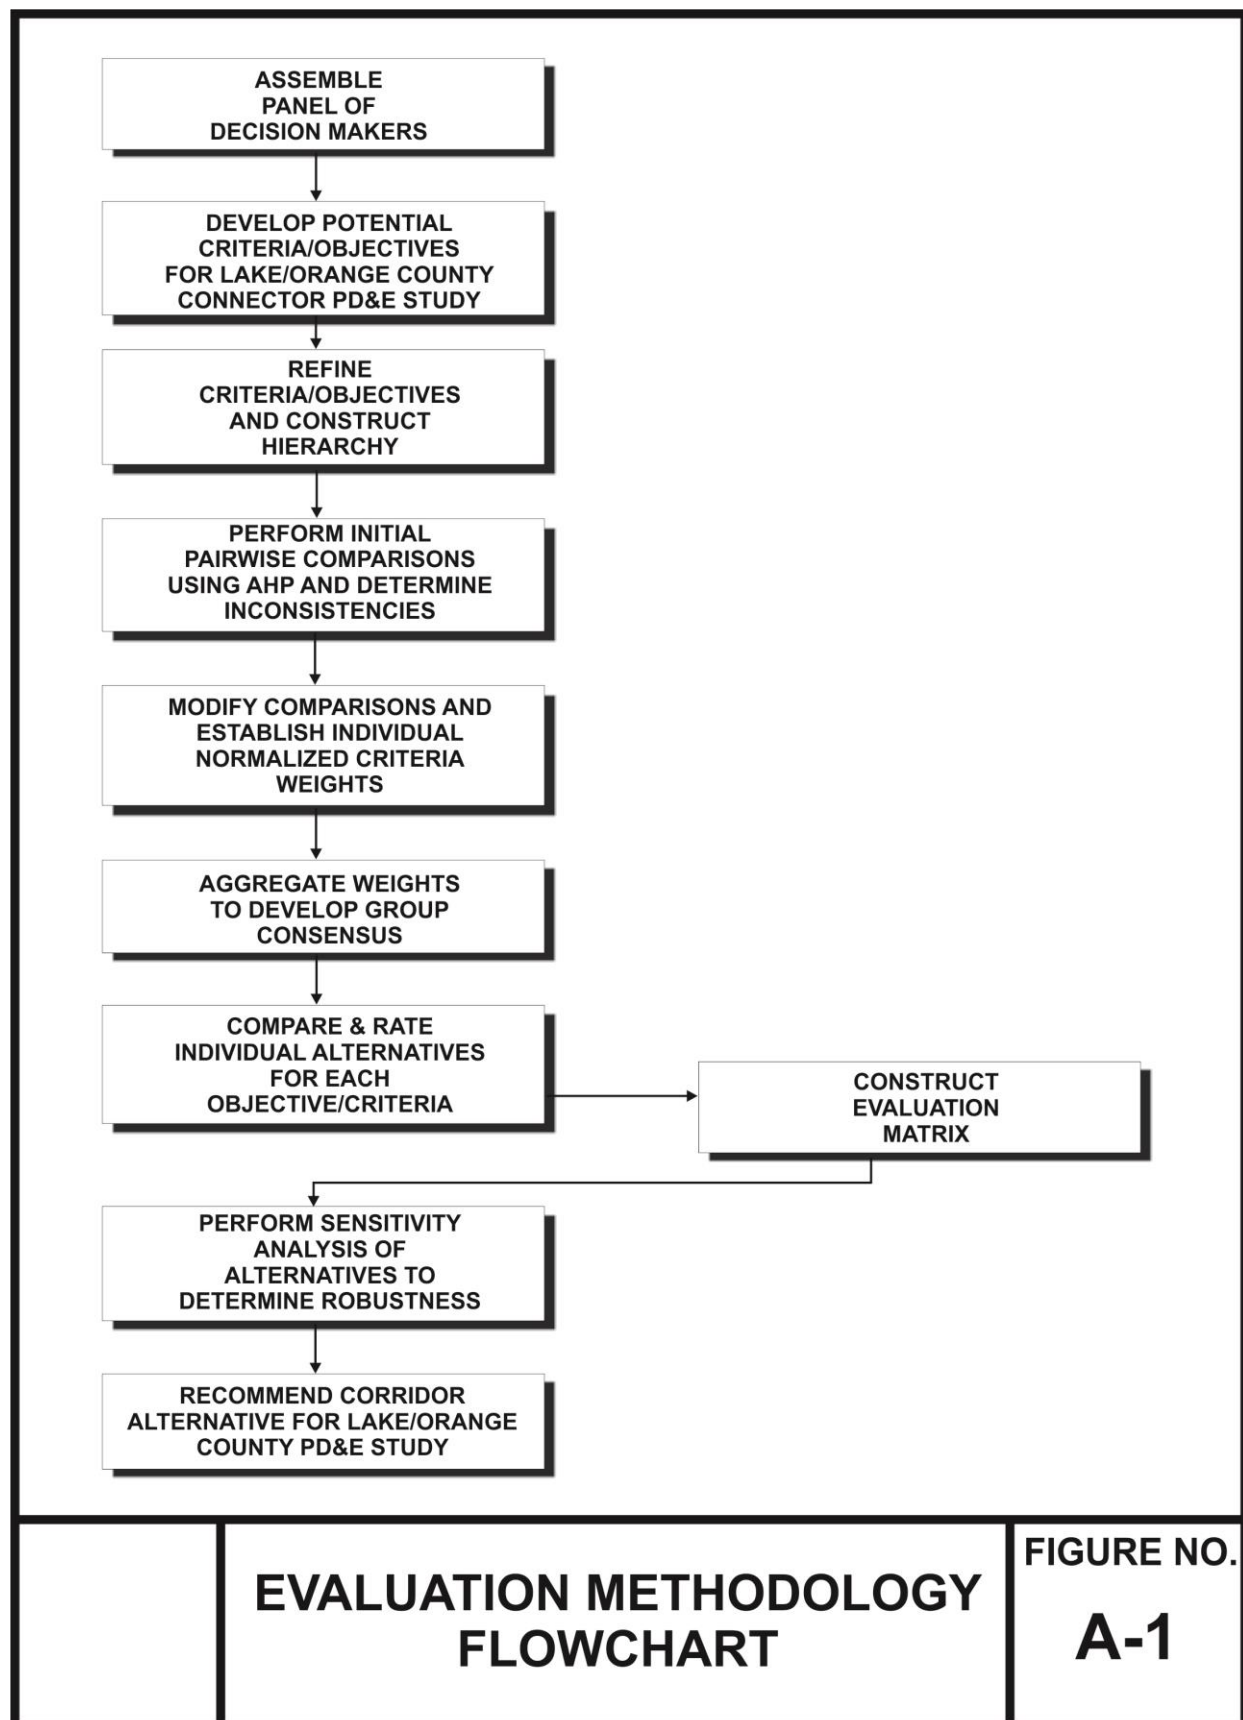 ASSEMBLE
PANEL OF
DECISION MAKERS
DEVELOP POTENTIAL
CRITERIA/OBJECTIVES
FOR LAKE/ORANGE COUNTY
CONNECTOR PD&E STUDY
REFINE
CRITERIA/OBJECTIVES
AND CONSTRUCT
HIERARCHY
PERFORM INITIAL
PAIRWISE COMPARISONS
USING AHP AND DETERMINE
INCONSISTENCIES
MODIFY COMPARISONS AND
ESTABLISH INDIVIDUAL
NORMALIZED CRITERIA
WEIGHTS
AGGREGATE WEIGHTS
TO DEVELOP GROUP
CONSENSUS
COMPARE & RATE
INDIVIDUAL ALTERNATIVES
FOR EACH
OBJECTIVE/CRITERIA
CONSTRUCT
EVALUATION
MATRIX
PERFORM SENSITIVITY
ANALYSIS OF
ALTERNATIVES TO
DETERMINE ROBUSTNESS
RECOMMEND CORRIDOR
ALTERNATIVE FOR LAKE/ORANGE
COUNTY PD&E STUDY
EVALUATION METHODOLOGY
FLOWCHART
FIGURE NO.
A-1